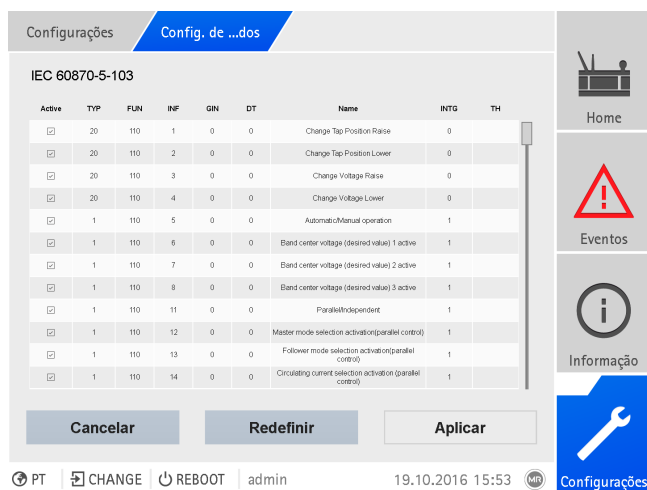 Configurações
Config. de ...dos
IEC 60870-5-103
Active TYP FUN INF GIN DT Name INTG TH
20 110 1 0 0 Change Tap Position Raise 0
20 110 2 0 0 Change Tap Position Lower 0
20 110 3 0 0 Change Voltage Raise 0
20 110 4 0 0 Change Voltage Lower 0
1 110 5 0 0 Automatic/Manual operation 1
1 110 6 0 0 Band center voltage (desired value) 1 active 1
1 110 7 0 0 Band center voltage (desired value) 2 active 1
1 110 8 0 0 Band center voltage (desired value) 3 active 1
1 110 11 0 0 Parallel/Independent 1
1 110 12 0 0 Master mode selection activation(parallel control) 1
1 110 13 0 0 Follower mode selection activation(parallel control) 1
1 110 14 0 0 Circulating current selection activation (parallel control) 1
Cancelar
Redefinir
Aplicar
PT CHANGE REBOOT admin 19.10.2016 15:53 MR
Home
Eventos
Informação
Configurações